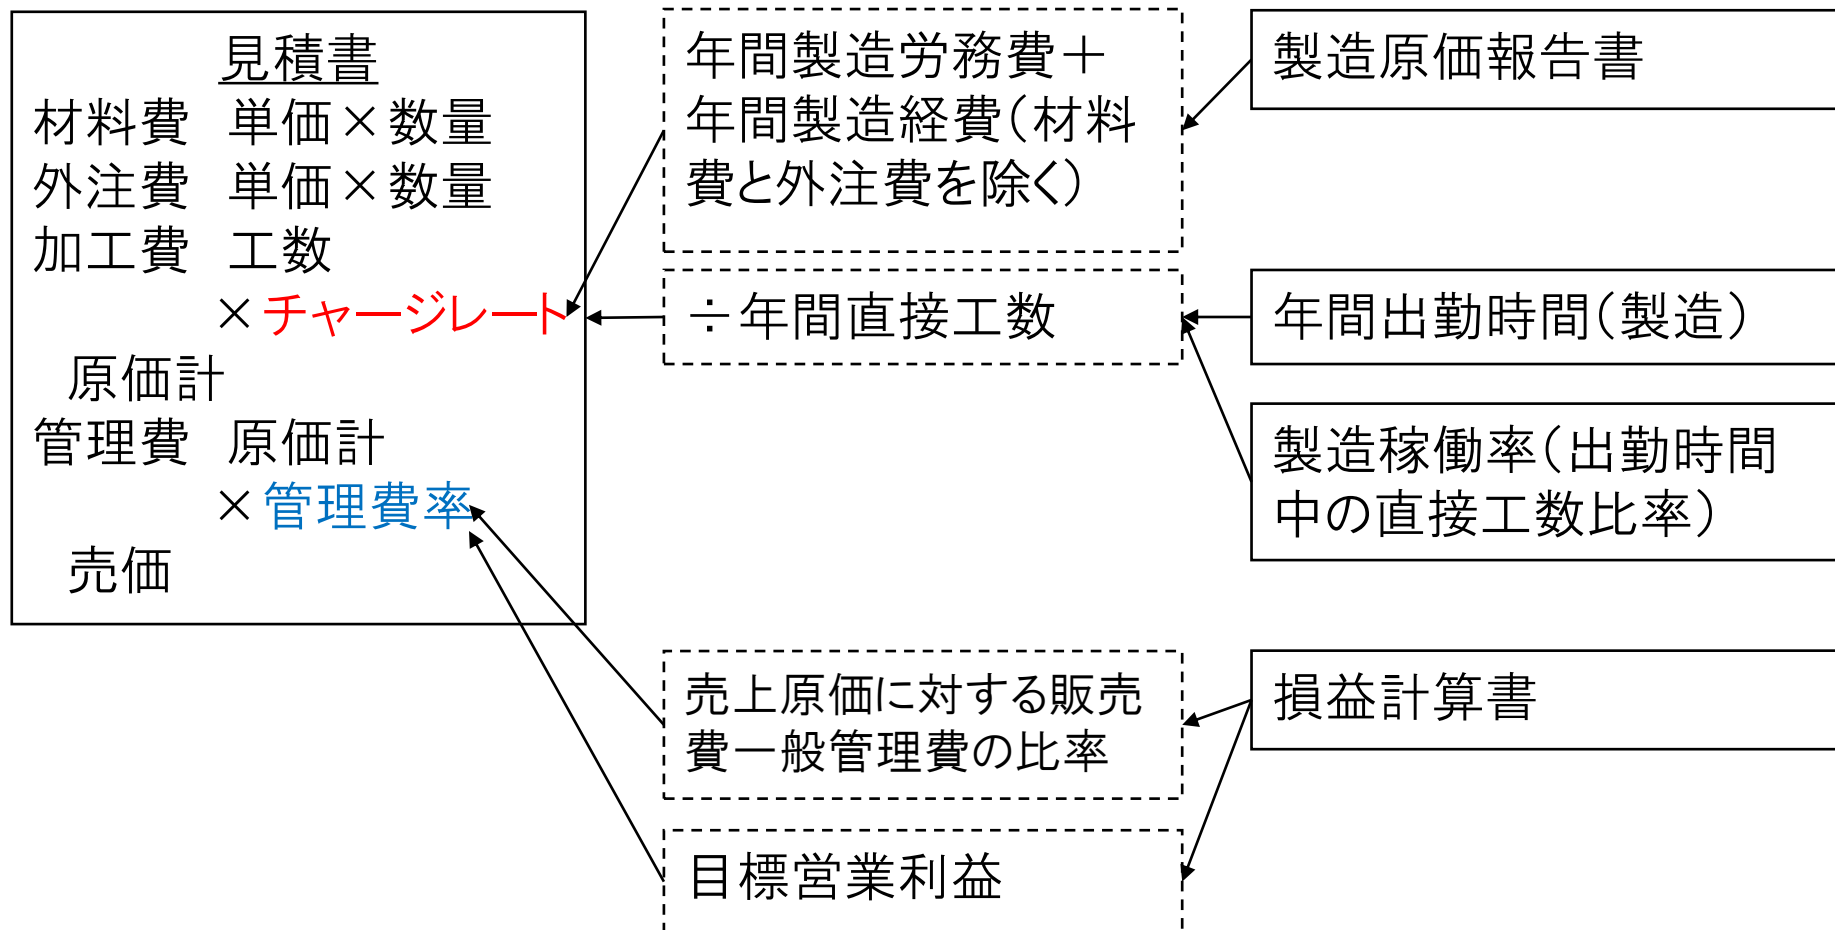 見積書
材料費　単価×数量
外注費　単価×数量
加工費　工数
×チャージレート
原価計
管理費　原価計
×管理費率
売価
年間製造労務費＋
年間製造経費（材料
費と外注費を除く）
÷年間直接工数
売上原価に対する販売
費一般管理費の比率
目標営業利益
製造原価報告書
年間出勤時間（製造）
製造稼働率（出勤時間
中の直接工数比率）
損益計算書